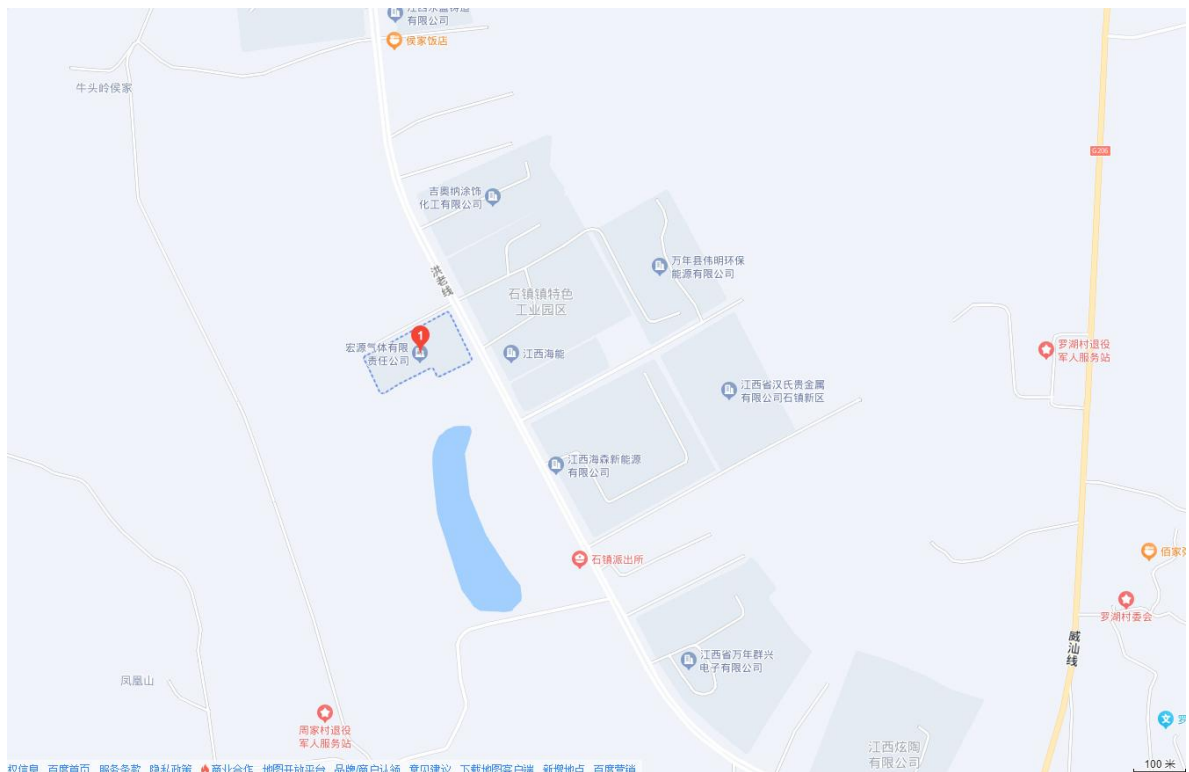 有限公司
侯家饭店
牛头岭侯家
G206
吉奥纳涂饰
化工有限公司
万年县伟明环保
能源有限公司
洪老线
石镇镇特色
工业园区
1
宏源气体有限
责任公司
江西海能
罗湖村退役
军人服务站
江西省汉氏贵金属
有限公司石镇新区
江西海森新能源
有限公司
石镇派出所
佰家
罗湖村委会
威汕线
江西省万年群兴
电子有限公司
凤凰山
周家村退役
军人服务站
文
罗
江西炫陶
有限公司
权信息 百度首页 服务条款 隐私政策 商业合作 地图开放平台 品牌/商户认领 意见建议 下载地图客户端 新增地点 百度营销
100 米